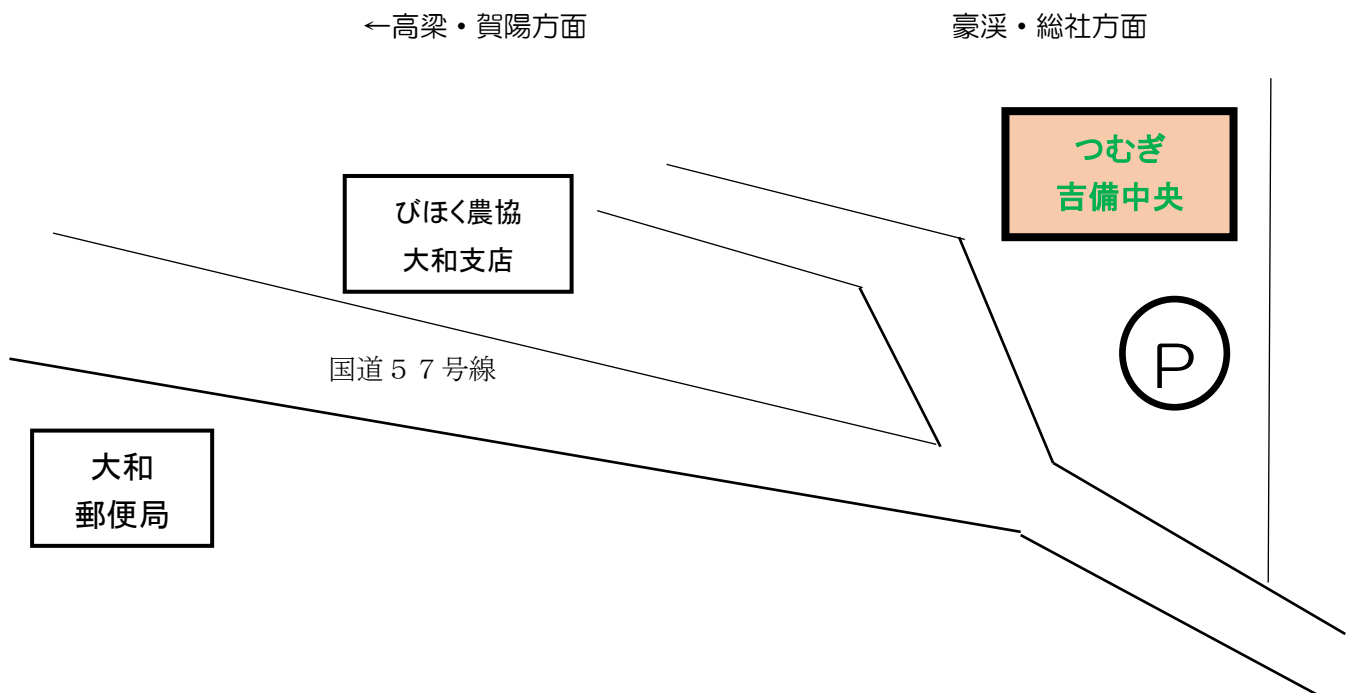 ←高梁・賀陽方面
豪渓・総社方面
つむぎ
吉備中央
びほく農協
大和支店
国道５７号線
P
大和
郵便局